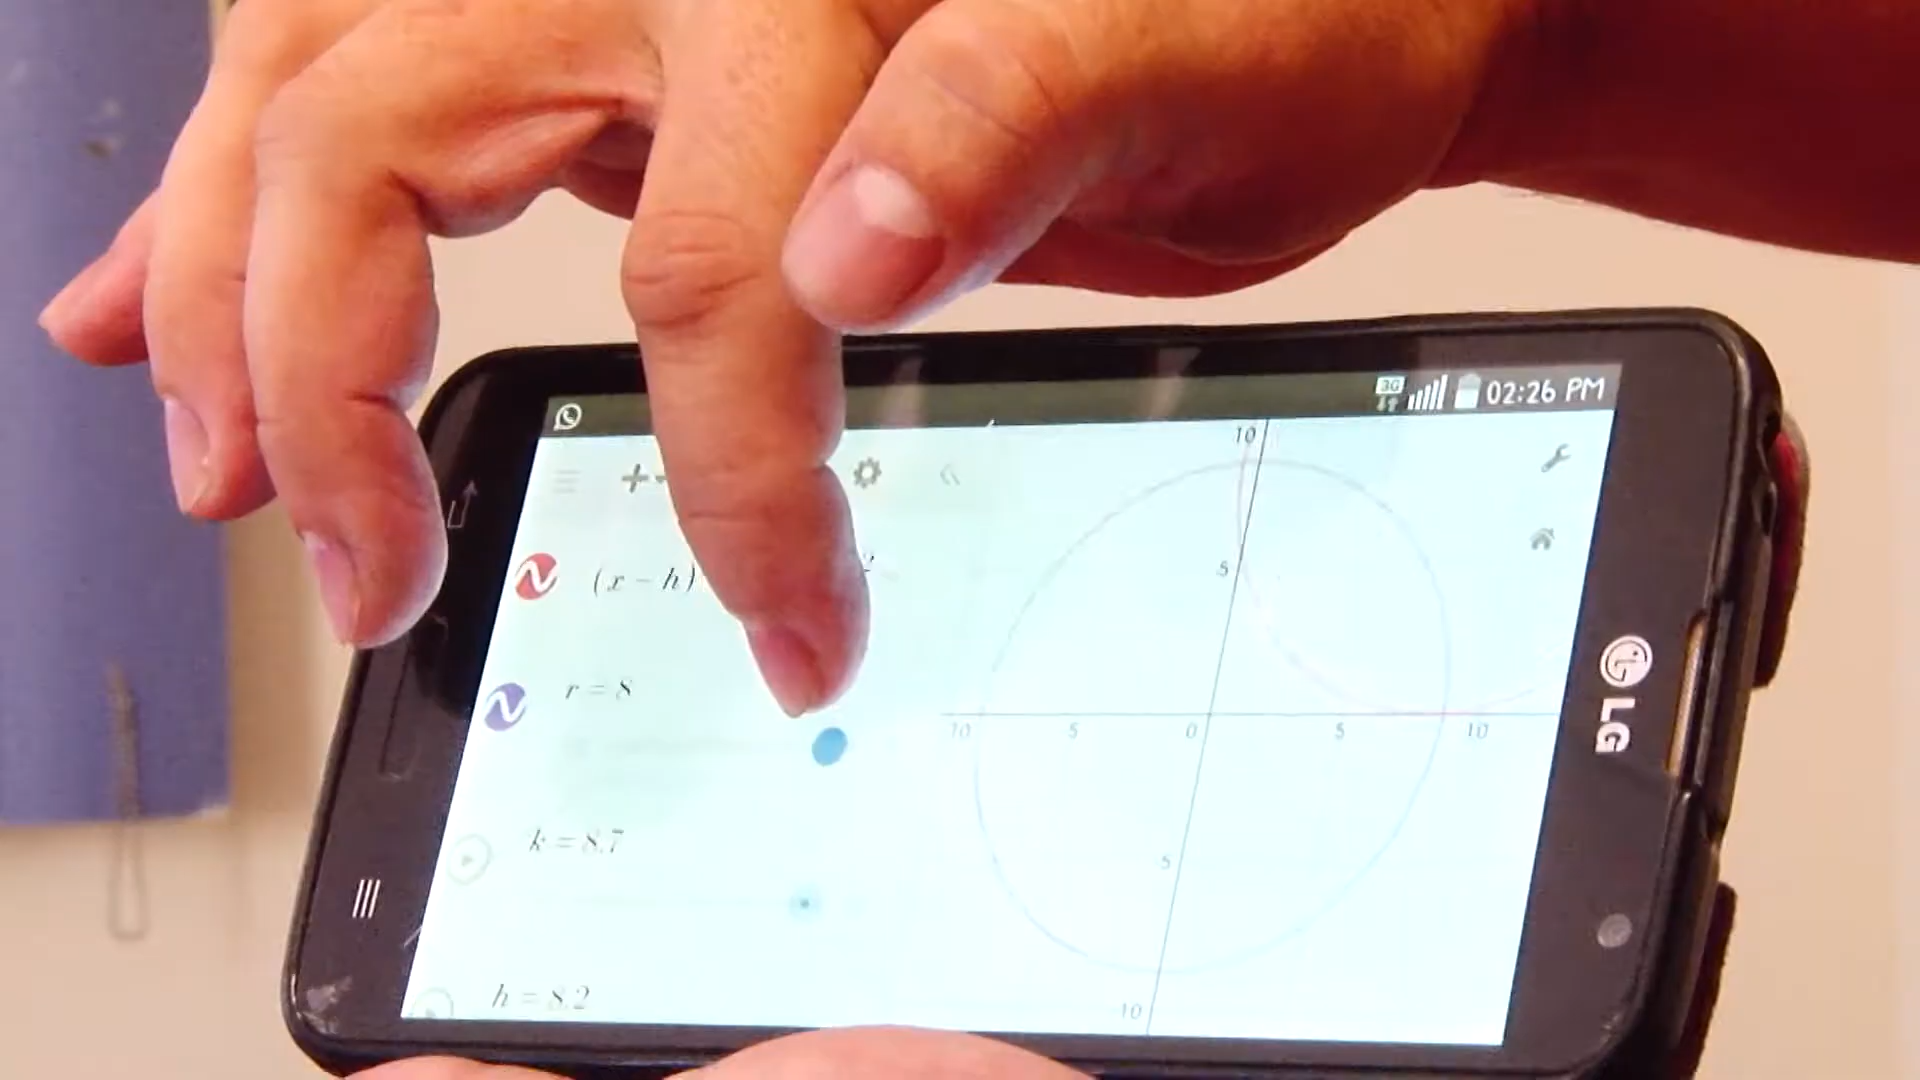 3G 02:26 PM
(x − h) 2
r = 8
k = 8.7
h = 8.2
10
5
10 5 0 5 10
5
10
LG